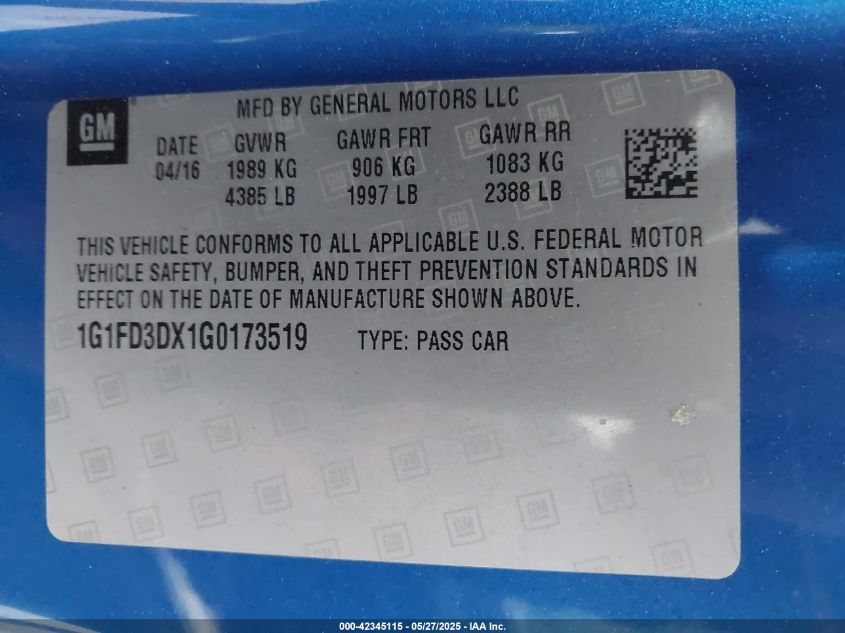 GM
MFD BY GENERAL MOTORS LLC
DATE GVWR GAWR FRT GAWR RR
04/16 1989 KG 906 KG 1083 KG
4385 LB 1997 LB 2388 LB
THIS VEHICLE CONFORMS TO ALL APPLICABLE U.S. FEDERAL MOTOR
VEHICLE SAFETY, BUMPER, AND THEFT PREVENTION STANDARDS IN
EFFECT ON THE DATE OF MANUFACTURE SHOWN ABOVE.
1G1FD3DX1G0173519 TYPE: PASS CAR
000-42345115 - 05/27/2025 - IAA Inc.